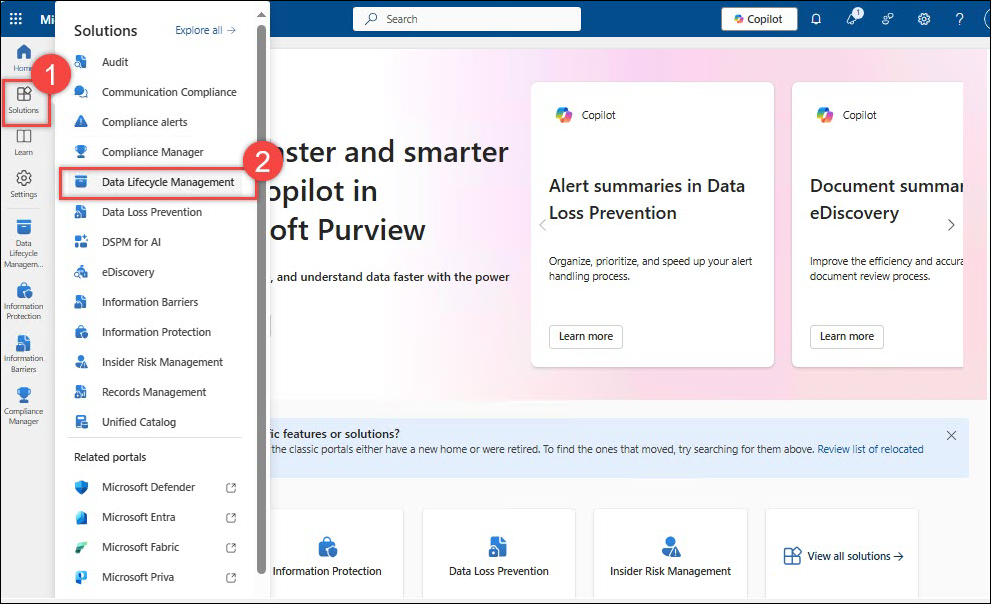 Mi
Search
Copilot
1
?
Home
1
Solutions
Learn
Settings
Data
Lifecycle
Managem...
Information
Protection
Information
Barriers
Compliance
Manager
Solutions
Explore all →
Audit
Communication Compliance
Compliance alerts
Compliance Manager
2
Data Lifecycle Management
Data Loss Prevention
DSPM for AI
eDiscovery
Information Barriers
Information Protection
Insider Risk Management
Records Management
Unified Catalog
Related portals
Microsoft Defender
Microsoft Entra
Microsoft Fabric
Microsoft Priva
aster and smarter
opilot in
oft Purview
, and understand data faster with the power
Copilot
Alert summaries in Data
Loss Prevention
Organize, prioritize, and speed up your alert
handling process.
Learn more
Copilot
Document summar
eDiscovery
Improve the efficiency and accura
document review process.
Learn more
fic features or solutions?
the classic portals either have a new home or were retired. To find the ones that moved, try searching for them above. Review list of relocated
Information Protection
Data Loss Prevention
Insider Risk Management
View all solutions →